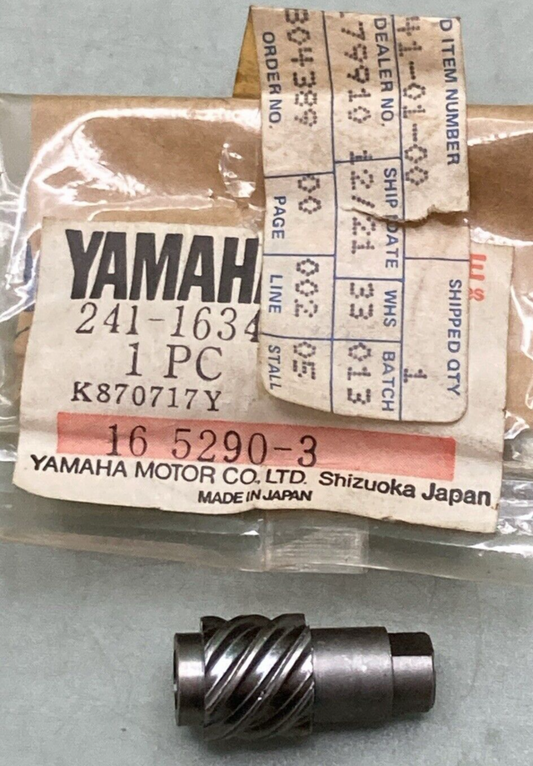 YAMAH
241-1634
1 PC
K870717Y
16 5290-3
YAMAHA MOTOR CO., LTD. Shizuoka Japan
MADE IN JAPAN
D ITEM NUMBER
41-01-00
SHIPPED QTY
1
DEALER NO.
79910
SHIP DATE
12/21
WHS
33
BATCH
013
ORDER NO.
304389
00
PAGE
002
LINE
05
STALL